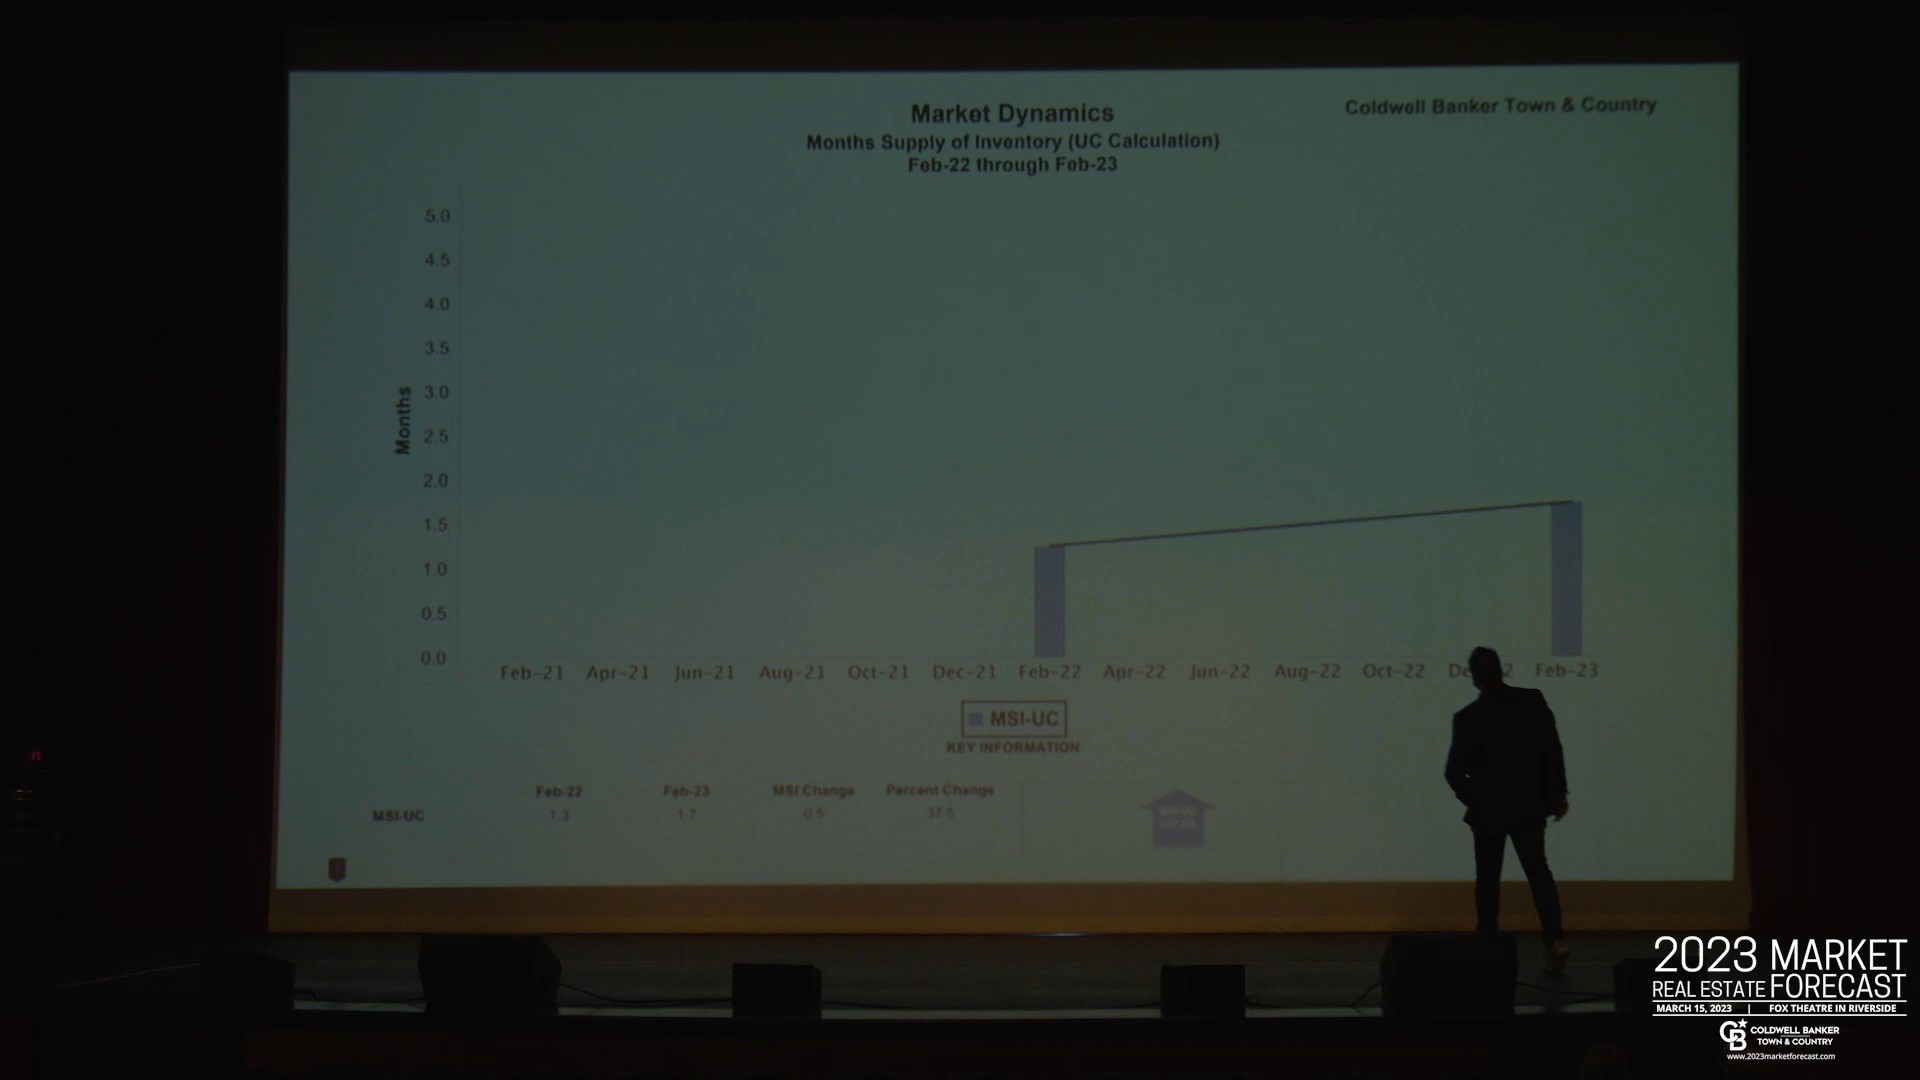 Market Dynamics
Coldwell Banker Town & Country
Months Supply of Inventory (UC Calculation)
Feb-22 through Feb-23
Months
5.0
4.5
4.0
3.5
3.0
2.5
2.0
1.5
1.0
0.5
0.0
Feb-21 Apr-21 Jun-21 Aug-21 Oct-21 Dec-21 Feb-22 Apr-22 Jun-22 Aug-22 Oct-22 Feb-23
MSI-UC
KEY INFORMATION
Feb-22 Feb-23 MSI Change Percent Change
MSI-UC 1.3 1.7 0.5 37.5
2023 MARKET
REAL ESTATE FORECAST
MARCH 15, 2023 | FOX THEATRE IN RIVERSIDE
CB COLDWELL BANKER
TOWN & COUNTRY
www.2023marketforecast.com